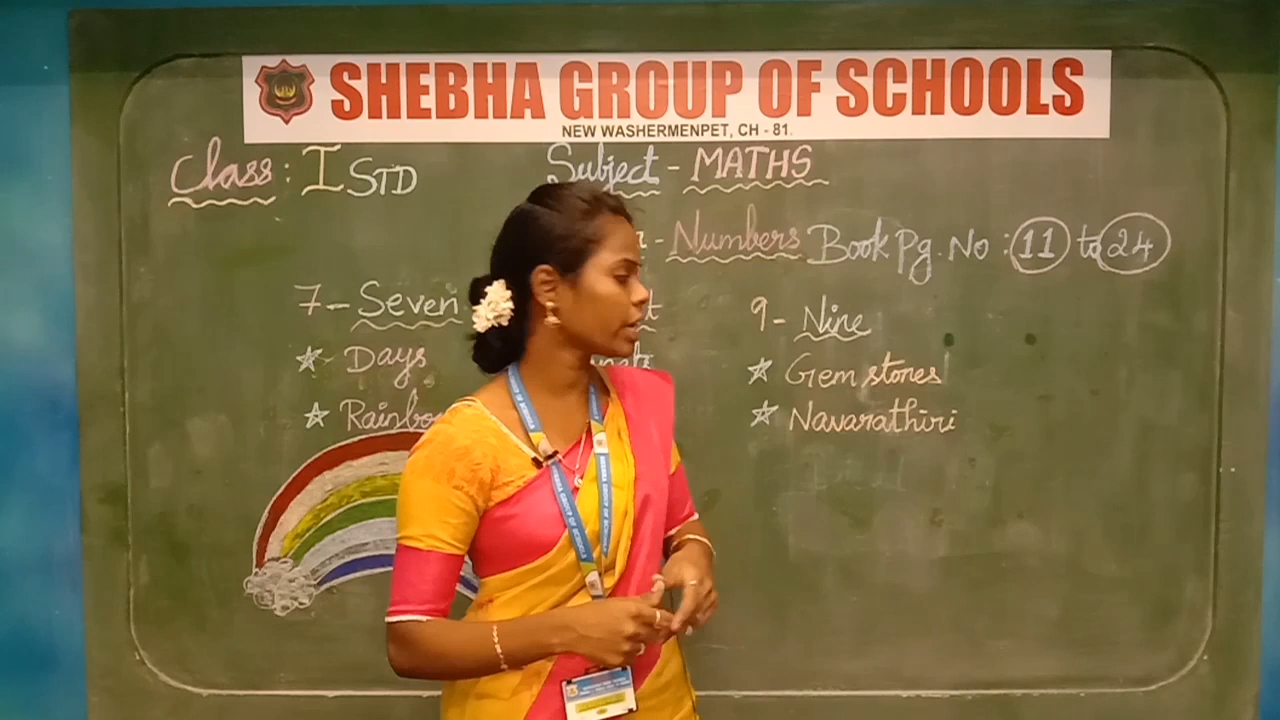 SHEBHA GROUP OF SCHOOLS
NEW WASHERMENPET, CH - 81.
Class : I STD
Subject - MATHS
- Numbers Book Pg. No : 11 to 24
7 - Seven
☆ Days
☆ Rainbo
9 - Nine
☆ Gem stones
☆ Navarathiri